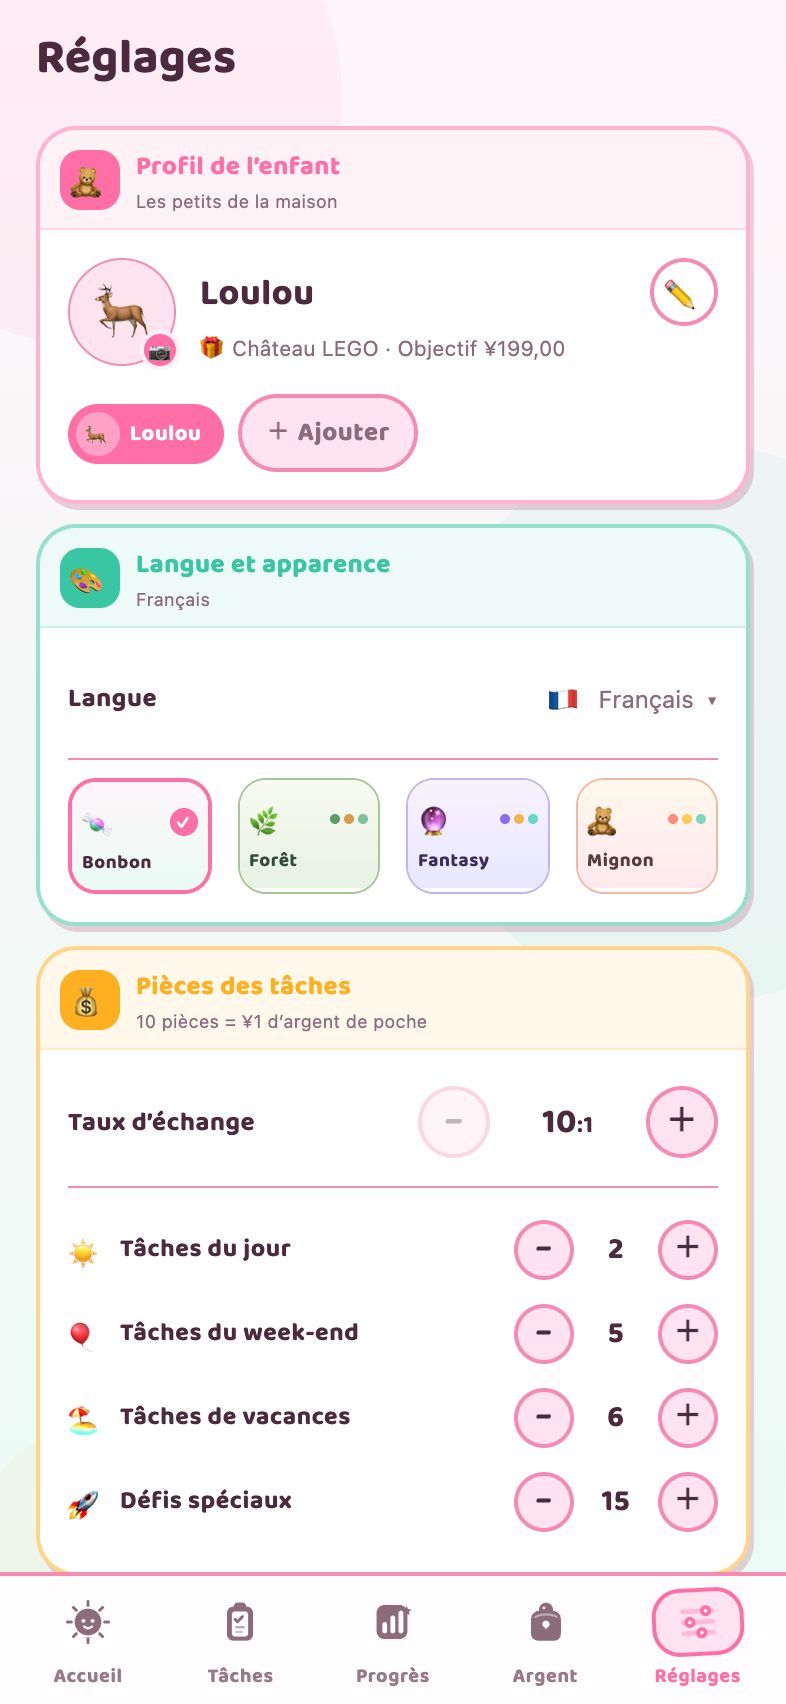 Réglages
Profil de l'enfant
Les petits de la maison
Loulou
Château LEGO · Objectif ¥199,00
Loulou
+ Ajouter
Langue et apparence
Français
Langue
Français
Bonbon
Forêt
Fantasy
Mignon
Pièces des tâches
10 pièces = ¥1 d'argent de poche
Taux d'échange
− 10:1 +
Tâches du jour
− 2 +
Tâches du week-end
− 5 +
Tâches de vacances
− 6 +
Défis spéciaux
− 15 +
Accueil
Tâches
Progrès
Argent
Réglages